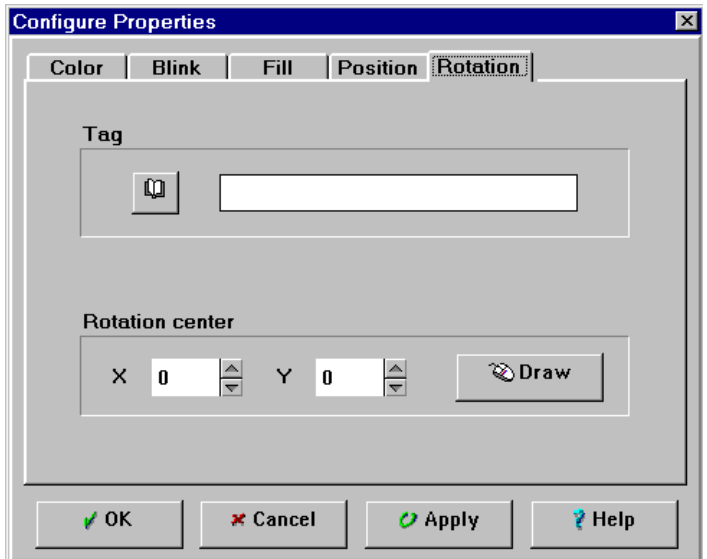 Configure Properties
Color Blink Fill Position Rotation
Tag
Rotation center
X 0 Y 0 Draw
OK Cancel Apply Help